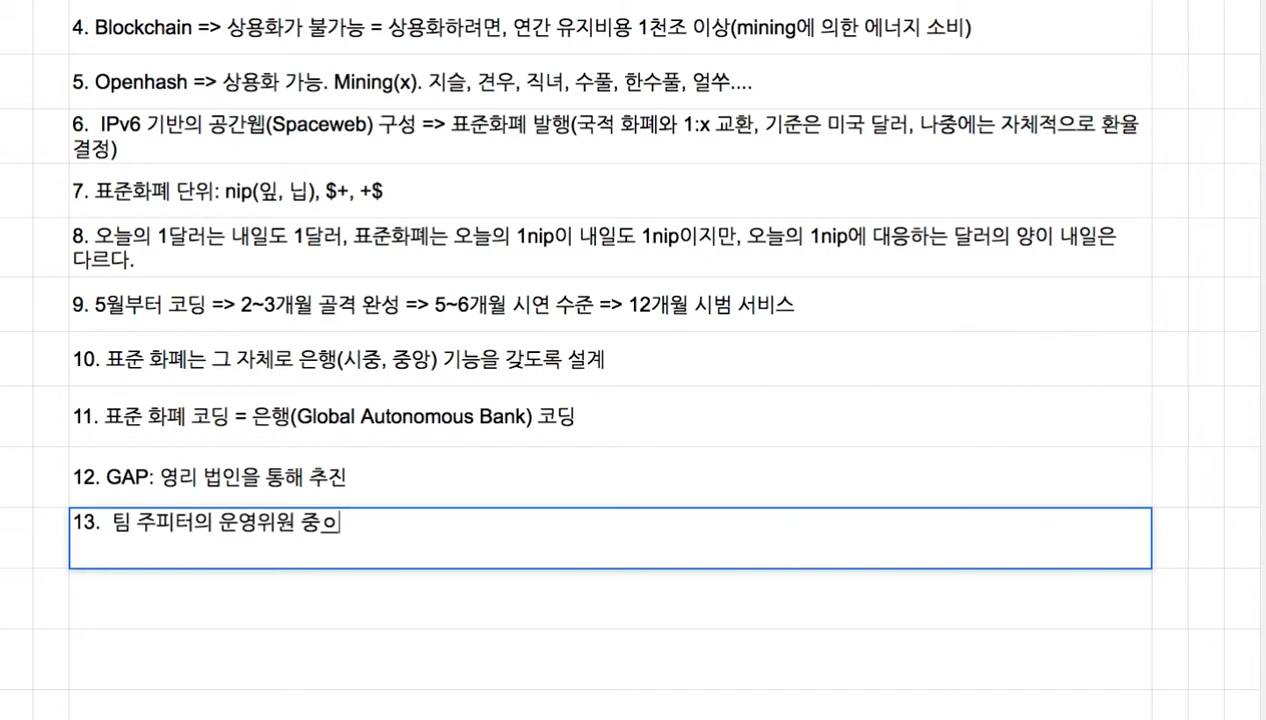 4. Blockchain => 상용화가 불가능 = 상용화하려면, 연간 유지비용 1천조 이상(mining에 의한 에너지 소비)
5. Openhash => 상용화 가능. Mining(x). 지슬, 견우, 직녀, 수풀, 한수풀, 얼쑤....
6.  IPv6 기반의 공간웹(Spaceweb) 구성 => 표준화폐 발행(국적 화폐와 1:x 교환, 기준은 미국 달러, 나중에는 자체적으로 환율
결정)
7. 표준화폐 단위: nip(잎, 닙), $+, +$
8. 오늘의 1달러는 내일도 1달러, 표준화폐는 오늘의 1nip이 내일도 1nip이지만, 오늘의 1nip에 대응하는 달러의 양이 내일은
다르다.
9. 5월부터 코딩 => 2~3개월 골격 완성 => 5~6개월 시연 수준 => 12개월 시범 서비스
10. 표준 화폐는 그 자체로 은행(시중, 중앙) 기능을 갖도록 설계
11. 표준 화폐 코딩 = 은행(Global Autonomous Bank) 코딩
12. GAP: 영리 법인을 통해 추진
13.  팀 주피터의 운영위원 중ㅇ